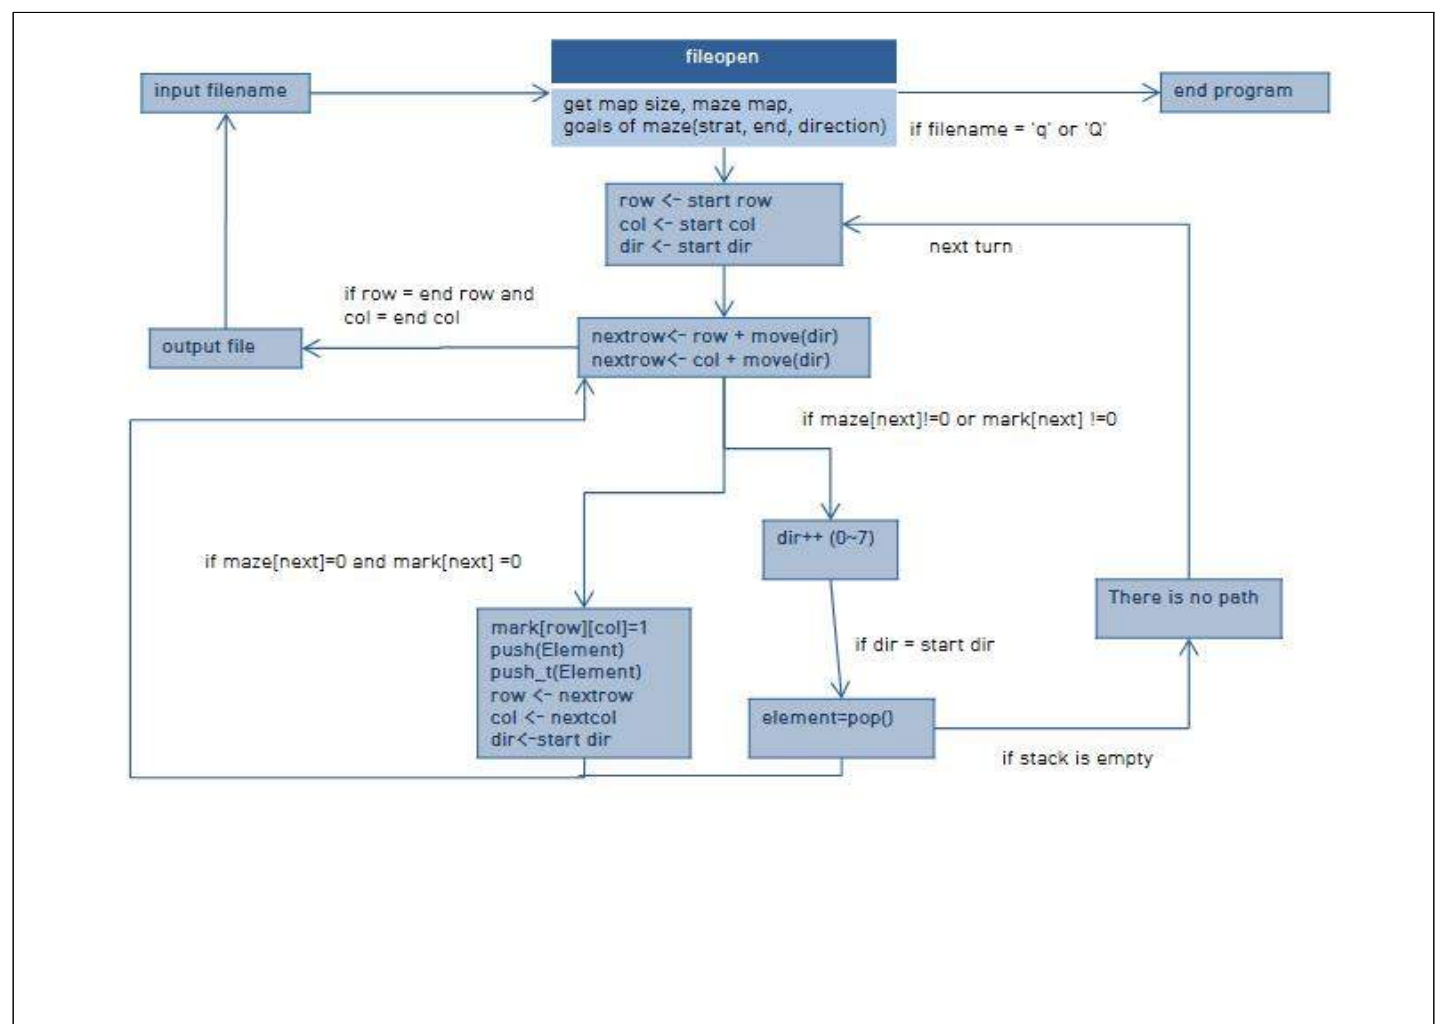 fileopen
input filename
get map size, maze map,
goals of maze(strat, end, direction)
end program
if filename = 'q' or 'Q'
row <- start row
col <- start col
dir <- start dir
next turn
if row = end row and
col = end col
output file
nextrow<- row + move(dir)
nextrow<- col + move(dir)
if maze[next]!=0 or mark[next] !=0
dir++ (0~7)
if maze[next]=0 and mark[next] =0
There is no path
mark[row][col]=1
push(Element)
push_t(Element)
row <- nextrow
col <- nextcol
dir<-start dir
if dir = start dir
element=pop()
if stack is empty